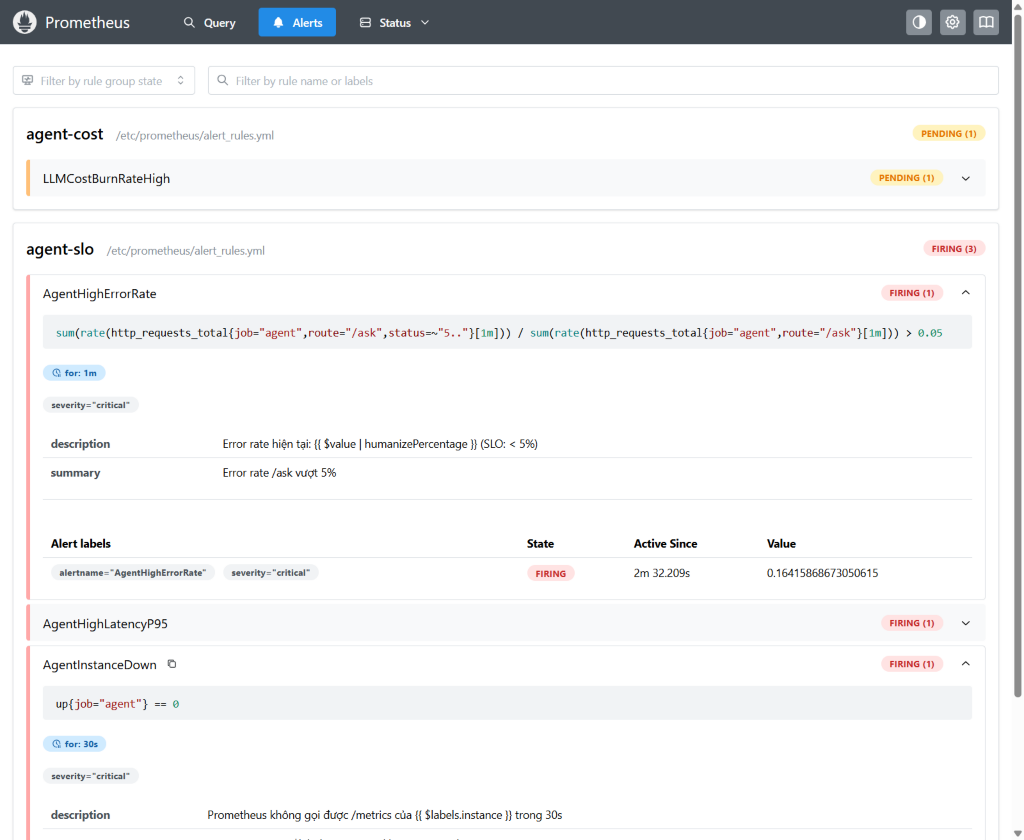 Prometheus Query Alerts Status
Filter by rule group state Filter by rule name or labels
agent-cost /etc/prometheus/alert_rules.yml PENDING (1)
LLMCostBurnRateHigh PENDING (1)
agent-slo /etc/prometheus/alert_rules.yml FIRING (3)
AgentHighErrorRate FIRING (1)
sum(rate(http_requests_total{job="agent",route="/ask",status=~"5.."}[1m])) / sum(rate(http_requests_total{job="agent",route="/ask"}[1m])) > 0.05
for: 1m
severity="critical"
description Error rate hiện tại: {{ $value | humanizePercentage }} (SLO: < 5%)
summary Error rate /ask vượt 5%
Alert labels State Active Since Value
alertname="AgentHighErrorRate" severity="critical" FIRING 2m 32.209s 0.16415868673050615
AgentHighLatencyP95 FIRING (1)
AgentInstanceDown FIRING (1)
up{job="agent"} == 0
for: 30s
severity="critical"
description Prometheus không gọi được /metrics của {{ $labels.instance }} trong 30s